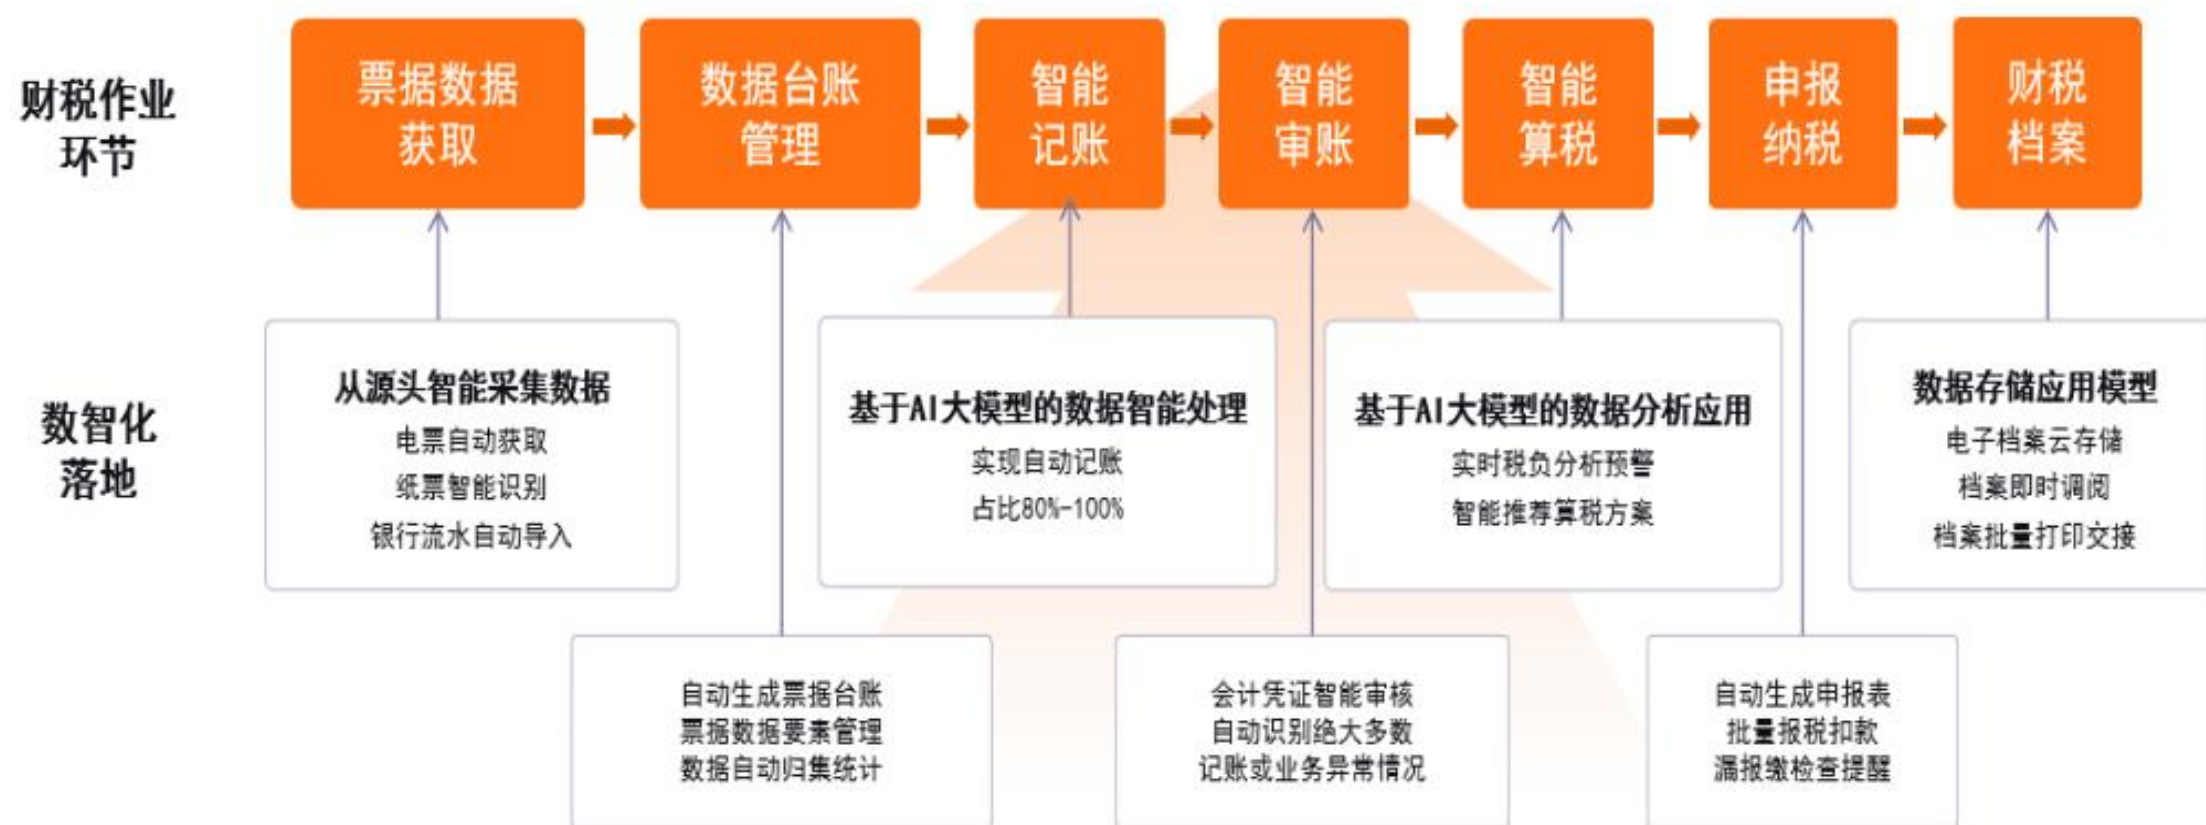 财税作业
环节
票据数据
获取
数据台账
管理
智能
记账
智能
审账
智能
算税
申报
纳税
财税
档案
数智化
落地
从源头智能采集数据
电票自动获取
纸票智能识别
银行流水自动导入
基于AI大模型的数据智能处理
实现自动记账
占比80%-100%
基于AI大模型的数据分析应用
实时税负分析预警
智能推荐算税方案
数据存储应用模型
电子档案云存储
档案即时调阅
档案批量打印交接
自动生成票据台账
票据数据要素管理
数据自动归集统计
会计凭证智能审核
自动识别绝大多数
记账或业务异常情况
自动生成申报表
批量报税扣款
漏报缴检查提醒